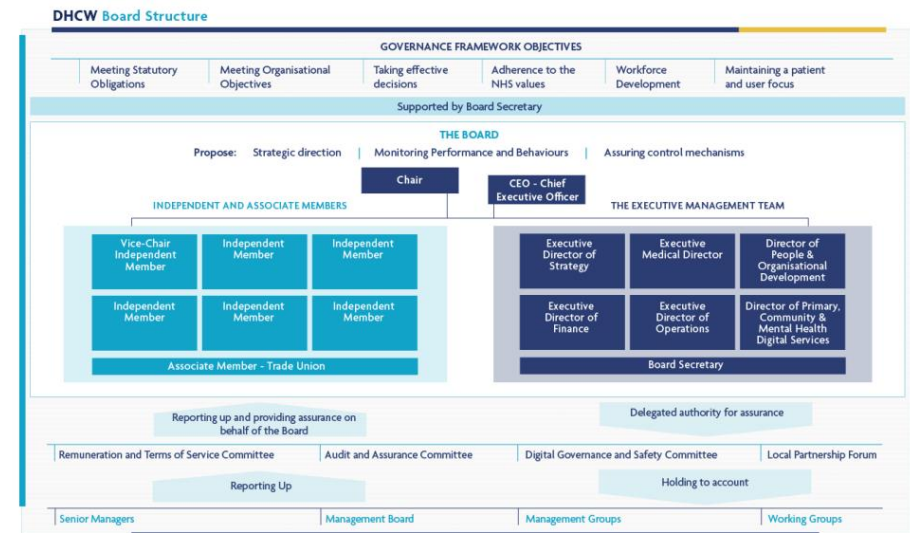 DHCW Board Structure
GOVERNANCE FRAMEWORK OBJECTIVES
Meeting Statutory
Obligations
Meeting Organisational
Objectives
Taking effective
decisions
Adherence to the
NHS values
Workforce
Development
Maintaining a patient
and user focus
Supported by Board Secretary
THE BOARD
Propose: Strategic direction | Monitoring Performance and Behaviours | Assuring control mechanisms
Chair
CEO - Chief
Executive Officer
INDEPENDENT AND ASSOCIATE MEMBERS
THE EXECUTIVE MANAGEMENT TEAM
Vice-Chair
Independent
Member
Independent
Member
Independent
Member
Independent
Member
Independent
Member
Independent
Member
Associate Member - Trade Union
Executive
Director of
Strategy
Executive
Medical Director
Director of
People &
Organisational
Development
Executive
Director of
Finance
Executive
Director of
Operations
Director of Primary,
Community &
Mental Health
Digital Services
Board Secretary
Reporting up and providing assurance on
behalf of the Board
Delegated authority for assurance
Remuneration and Terms of Service Committee
Audit and Assurance Committee
Digital Governance and Safety Committee
Local Partnership Forum
Reporting Up
Holding to account
Senior Managers
Management Board
Management Groups
Working Groups